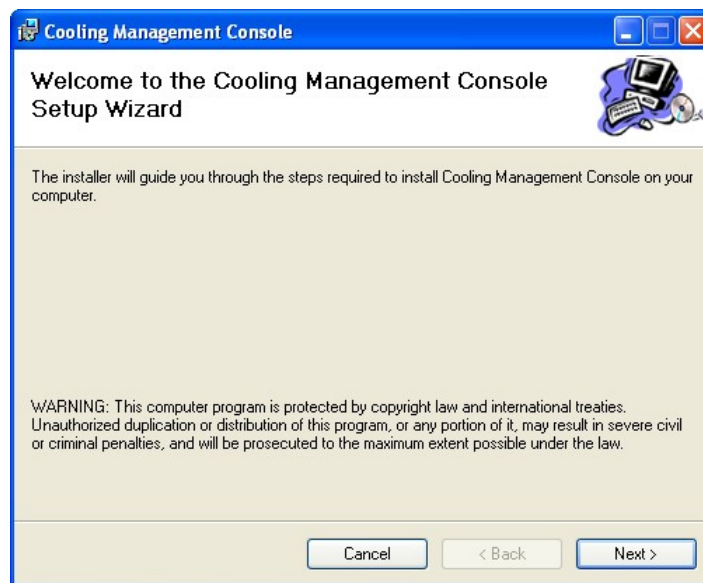 Cooling Management Console
Welcome to the Cooling Management Console
Setup Wizard
The installer will guide you through the steps required to install Cooling Management Console on your
computer.
WARNING: This computer program is protected by copyright law and international treaties.
Unauthorized duplication or distribution of this program, or any portion of it, may result in severe civil
or criminal penalties, and will be prosecuted to the maximum extent possible under the law.
Cancel
< Back
Next >